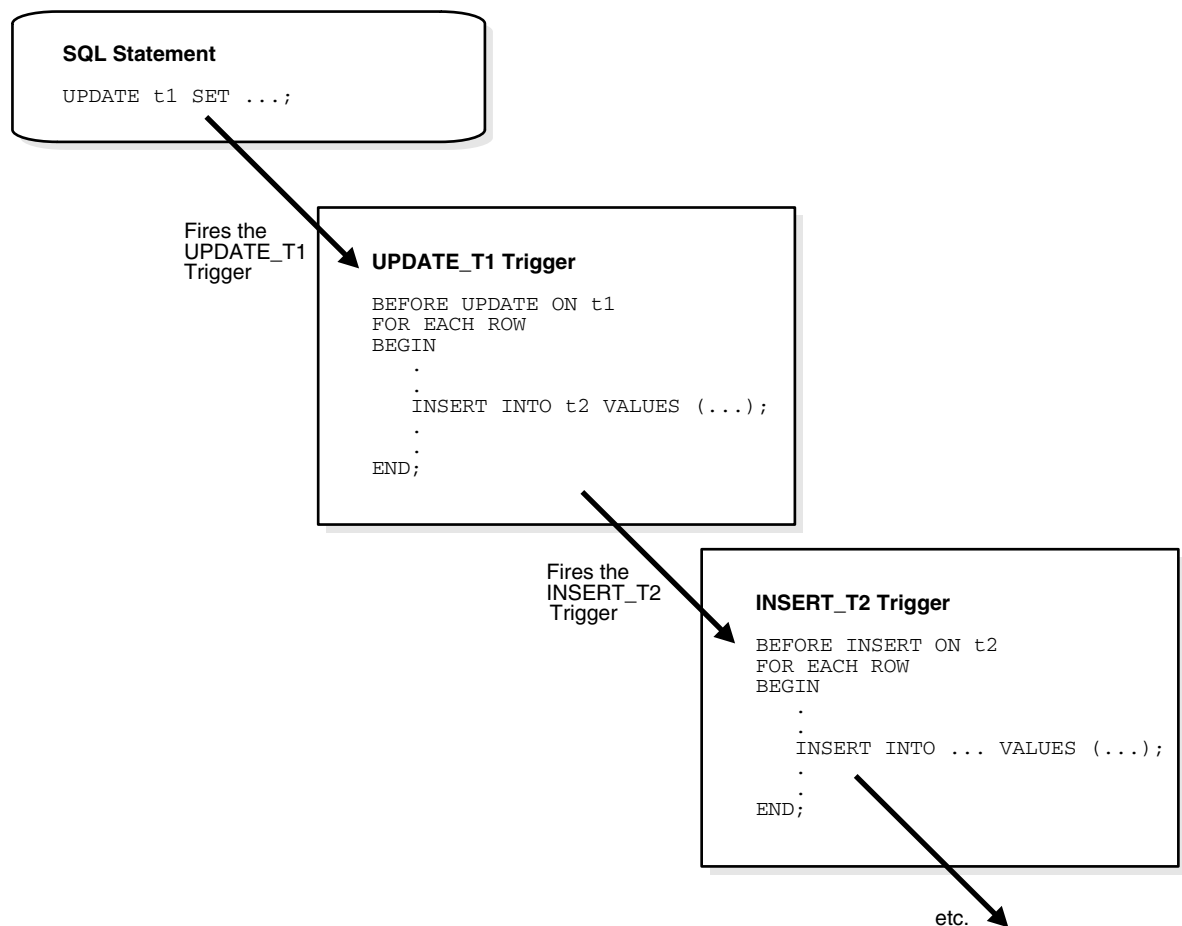 SQL Statement
UPDATE t1 SET ...;
Fires the
UPDATE_T1
Trigger
UPDATE_T1 Trigger
BEFORE UPDATE ON t1
FOR EACH ROW
BEGIN
.
.
INSERT INTO t2 VALUES (...);
.
.
END;
Fires the
INSERT_T2
Trigger
INSERT_T2 Trigger
BEFORE INSERT ON t2
FOR EACH ROW
BEGIN
.
.
INSERT INTO ... VALUES (...);
.
.
END;
etc.